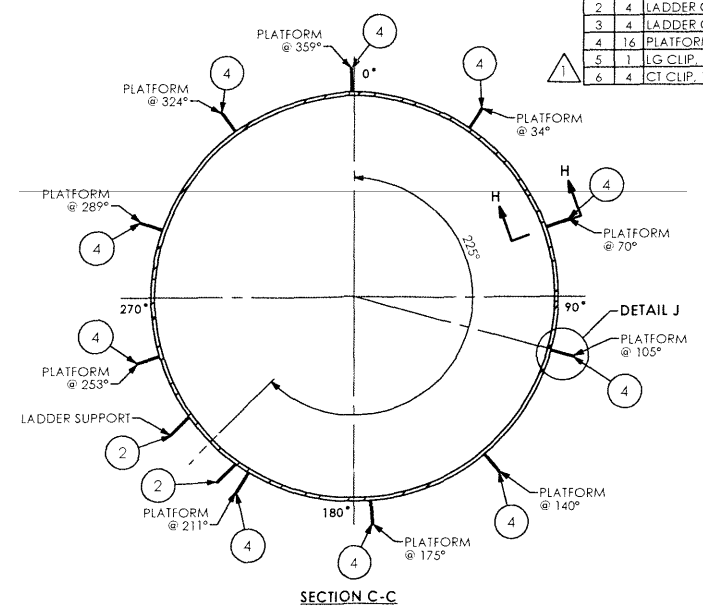 2 4 LADDER
3 4 LADDER
4 16 PLATFORM
5 1 LG CLIP,
6 4 CT CLIP,
1
PLATFORM
@ 359°
4
0°
4
PLATFORM
@ 324°
4
PLATFORM
@ 34°
H
H
4
PLATFORM
@ 289°
4
PLATFORM
@ 70°
225°
270°
90°
DETAIL J
PLATFORM
@ 105°
4
4
PLATFORM
@ 253°
LADDER SUPPORT
2
2
PLATFORM
@ 211°
4
180°
4
PLATFORM
@ 175°
PLATFORM
@ 140°
4
SECTION C-C